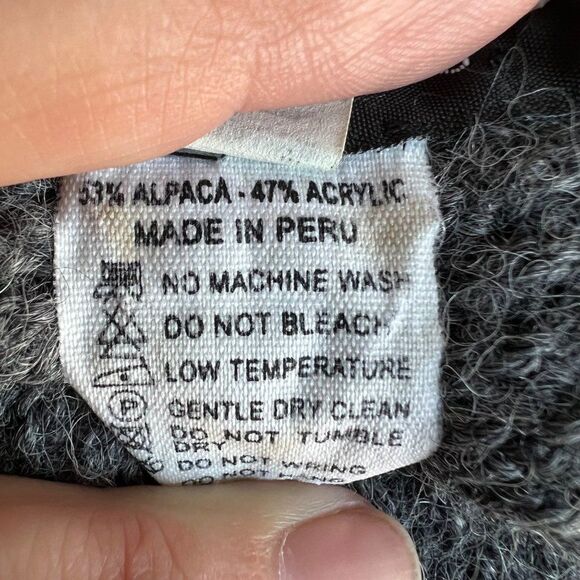 53% ALPACA - 47% ACRYLIC
MADE IN PERU
NO MACHINE WASH
DO NOT BLEACH
LOW TEMPERATURE
GENTLE DRY CLEAN
DO NOT TUMBLE
DRY
DO NOT WRING